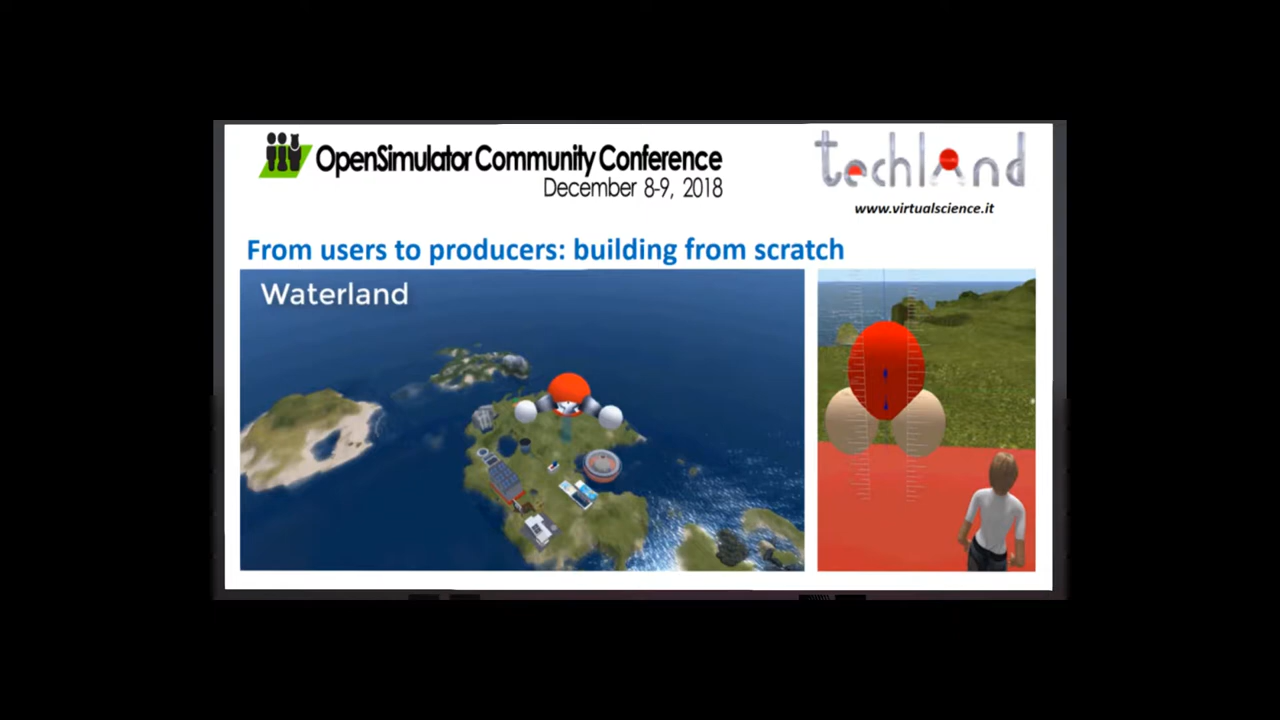 OpenSimulator Community Conference
December 8-9, 2018
techland
www.virtualscience.it
From users to producers: building from scratch
Waterland